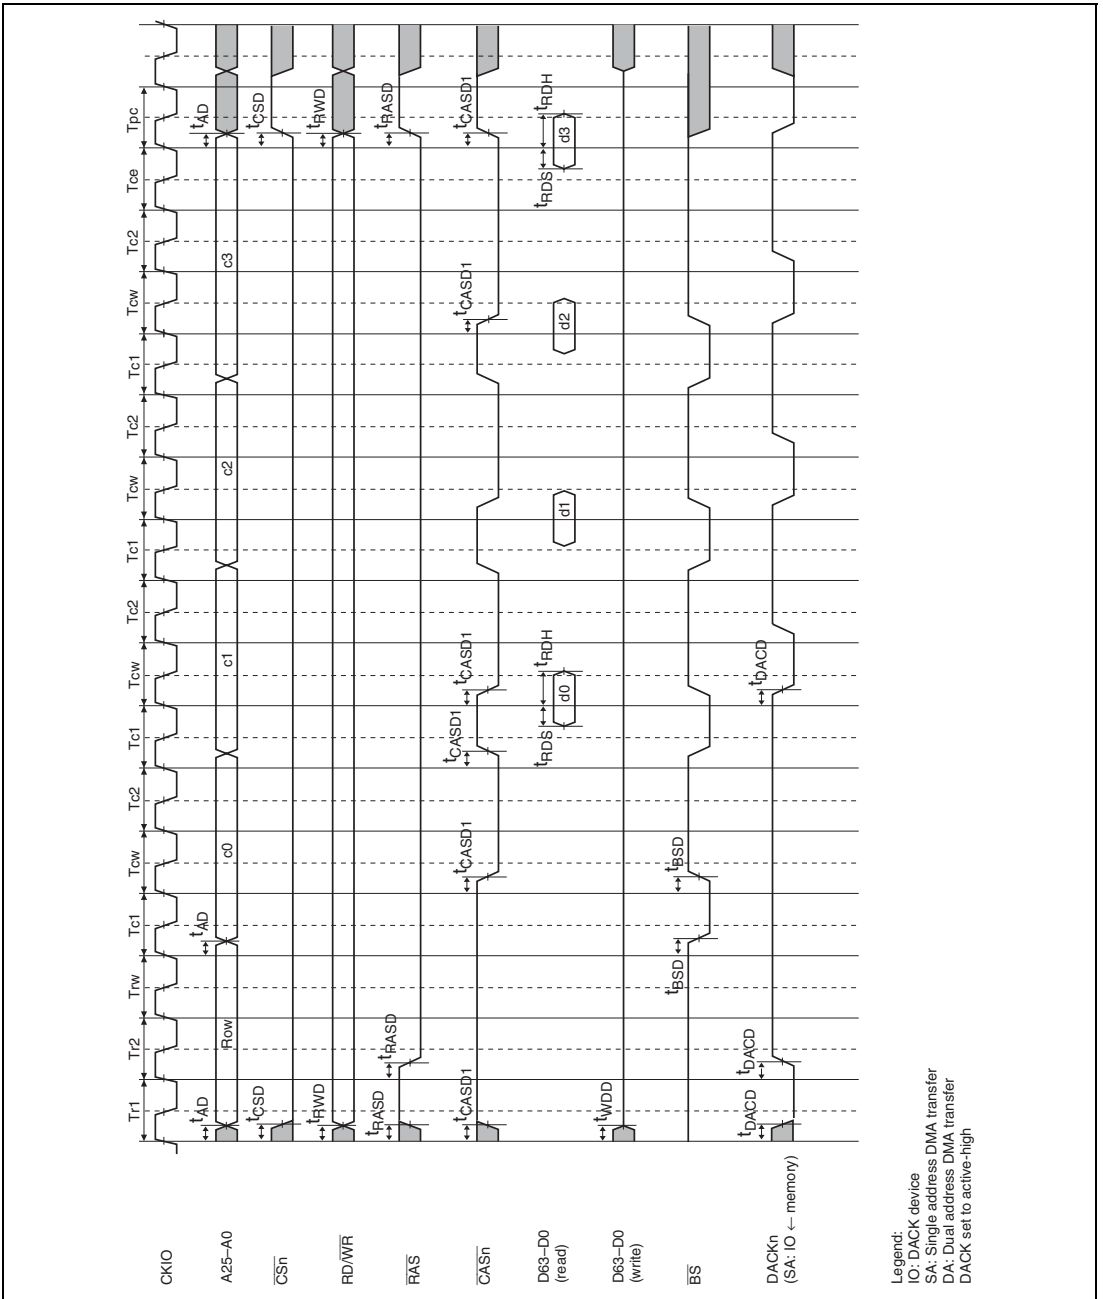 Tr1 Tr2 Trw Tc1 Tcw Tc2 Tc1 Tcw Tc2 Tc1 Tcw Tc2 Tc1 Tcw Tc2 Tce Tpc
CKIO
tAD tAD tAD
A25–A0 Row c0 c1 c2 c3
tCSD tCSD
CSn
tRWD tRWD
RD/WR
tRASD tRASD tRASD
RAS
tCASD1 tCASD1 tCASD1 tCASD1 tCASD1 tCASD1
CASn
tRDS tRDH tRDS tRDH
D63–D0
(read)
d0 d1 d2 d3
tWDD
D63–D0
(write)
tBSD tBSD
BS
tDACD tDACD tDACD
DACKn
(SA: IO ← memory)
Legend:
IO: DACK device
SA: Single address DMA transfer
DA: Dual address DMA transfer
DACK set to active-high